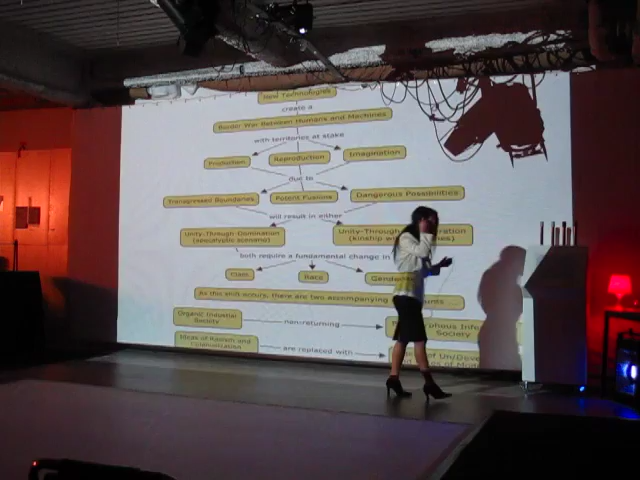 New Technologies
create a
Border War Between Humans and Machines
with territories at stake
Production Reproduction Imagination
due to
Transgressed Boundaries Potent Fusions Dangerous Possibilities
will result in either
Unity-Through-Domination Unity-Through-
(apocalyptic scenario) (kinship
both require a fundamental change in
Class Race Gender
As this shift occurs, there are two accompanying
Organic Industrial
Society
non-returning
Society
Ideas of Racism and
Colonialism
are replaced with